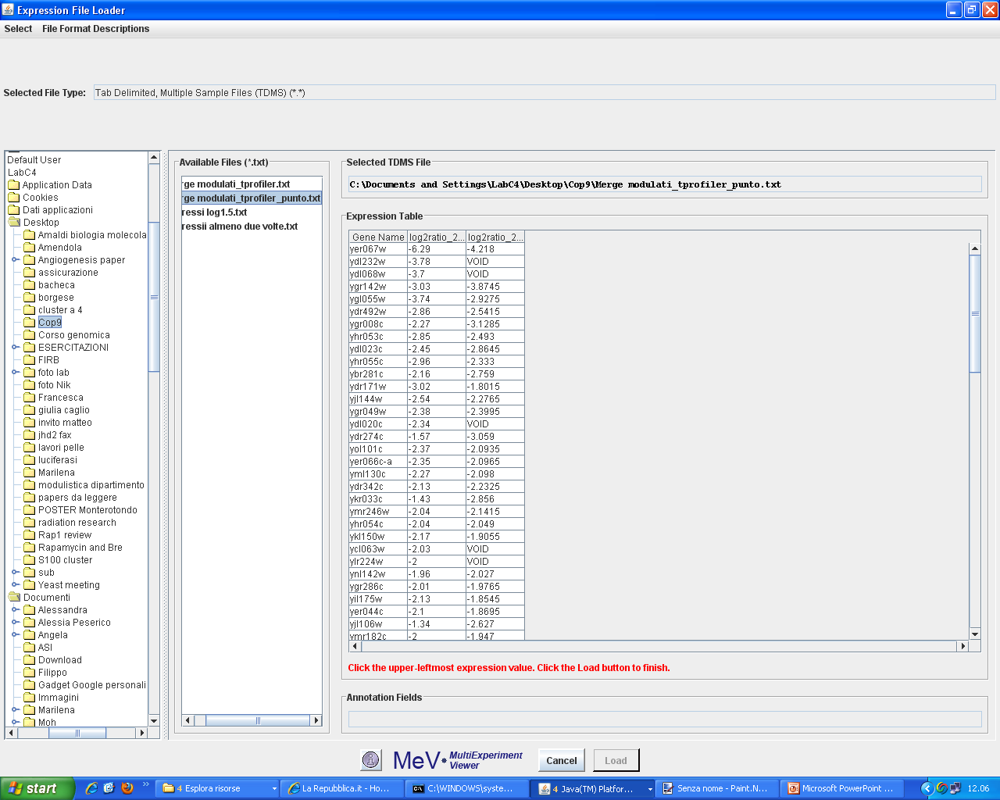 Expression File Loader
Select File Format Descriptions
Selected File Type: Tab Delimited, Multiple Sample Files (TDMS) (*.*)
Default User
LabC4
Application Data
Cookies
Dati applicazioni
Desktop
Amaldi biologia molecola
Amendola
Angiogenesis paper
assicurazione
bacheca
borgese
cluster a 4
Cop9
Corso genomica
ESERCITAZIONI
FIRB
foto lab
foto Nik
Francesca
giulia caglio
invito matteo
jhd2 fax
lavori pelle
luciferasi
Marilena
modulistica dipartimento
papers da leggere
POSTER Monterotondo
radiation research
Rap1 review
Rapamycin and Bre
S100 cluster
sub
Yeast meeting
Documenti
Alessandra
Alessia Peserico
Angela
ASI
Download
Filippo
Gadget Google personali
Immagini
Marilena
Moh
Available Files (*.txt)
ge modulati_tprofiler.txt
rge modulati_tprofiler_punto.txt
ressi log1.5.txt
ressii almeno due volte.txt
Selected TDMS File
C:\Documents and Settings\LabC4\Desktop\Cop9\Merge modulati_tprofiler_punto.txt
Expression Table
Gene Name log2ratio_2... log2ratio_2...
yer067w -6.29 -4.218
ydl232w -3.78 VOID
ydl068w -3.7 VOID
ygr142w -3.03 -3.8745
ygl055w -3.74 -2.9275
ydr492w -2.86 -2.5415
ygr008c -2.27 -3.1285
yhr053c -2.85 -2.493
ydl023c -2.45 -2.8645
yhr055c -2.96 -2.333
ybr281c -2.16 -2.759
ydr171w -3.02 -1.8015
yjl144w -2.54 -2.2765
ygr049w -2.38 -2.3995
ydl020c -2.34 VOID
ydr274c -1.57 -3.059
yol101c -2.37 -2.0935
yer066c-a -2.35 -2.0965
yml130c -2.27 -2.098
ydr342c -2.13 -2.2325
ykr033c -1.43 -2.856
ymr246w -2.04 -2.1415
yhr054c -2.04 -2.049
ykl150w -2.17 -1.9055
ycl063w -2.03 VOID
ylr224w -2 VOID
ynl142w -1.96 -2.027
ygr286c -2.01 -1.9765
yil175w -2.13 -1.8545
yer044c -2.1 -1.8695
yjl106w -1.34 -2.627
ymr182c -2 -1.947
Click the upper-leftmost expression value. Click the Load button to finish.
Annotation Fields
MeV MultiExperiment Viewer
Cancel Load
start 4 Esplora risorse La Repubblica.it - Ho... C:\WINDOWS\syste... 4 Java(TM) Platfor... Senza nome - Paint.N... Microsoft PowerPoint ... 12.06